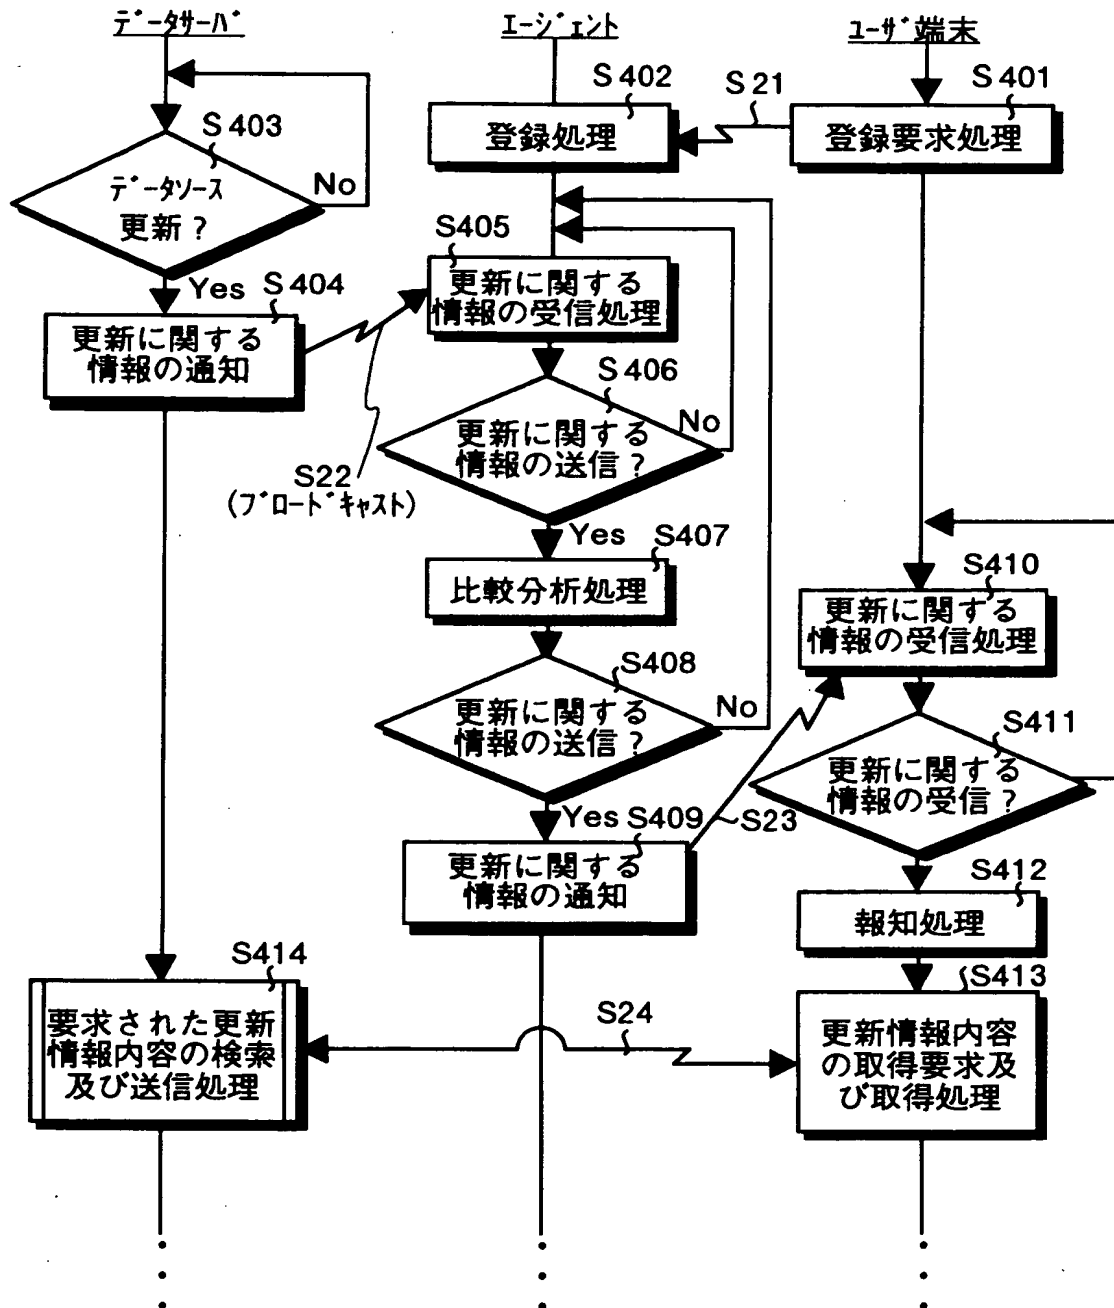 データサーバ
エージェント
ユーザ端末
S402
S21
S401
登録処理
登録要求処理
S403
データソース
更新？
No
S405
更新に関する
情報の受信処理
Yes
S404
更新に関する
情報の通知
S406
更新に関する
情報の送信？
No
S22
(ブロードキャスト)
Yes
S407
比較分析処理
S410
更新に関する
情報の受信処理
S408
更新に関する
情報の送信？
No
S411
更新に関する
情報の受信？
S23
Yes
S409
更新に関する
情報の通知
S412
報知処理
S414
要求された更新
情報内容の検索
及び送信処理
S24
S413
更新情報内容
の取得要求及
び取得処理